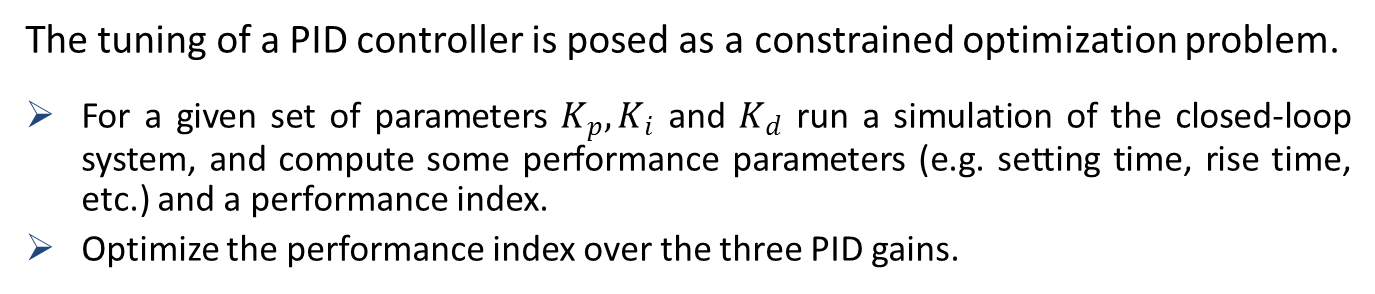 The tuning of a PID controller is posed as a constrained optimization problem.
➢ For a given set of parameters K_p, K_i and K_d run a simulation of the closed-loop
system, and compute some performance parameters (e.g. setting time, rise time,
etc.) and a performance index.
➢ Optimize the performance index over the three PID gains.